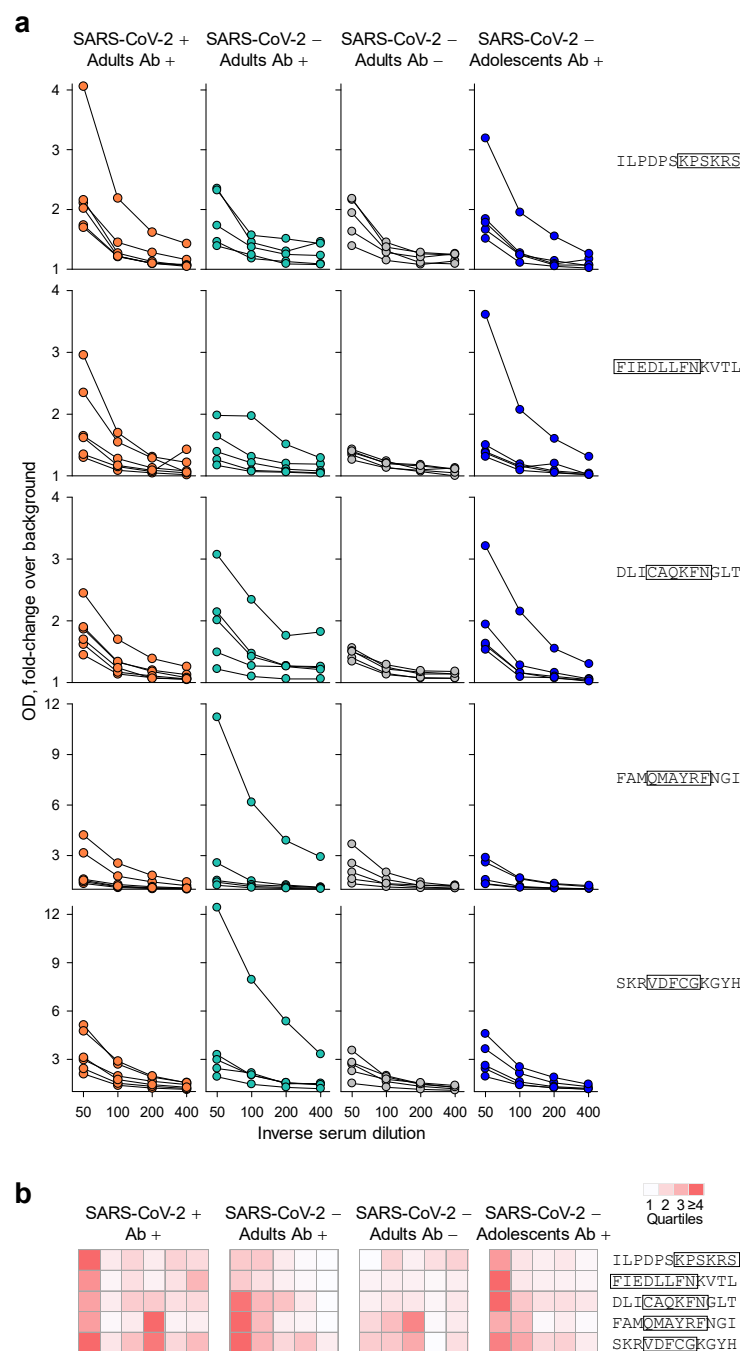 a
SARS-CoV-2 + Adults Ab +
SARS-CoV-2 − Adults Ab +
SARS-CoV-2 − Adults Ab −
SARS-CoV-2 − Adolescents Ab +
4
3
2
1
ILPDPSKPSKRS
4
3
2
1
FIEDLLFNKVTL
4
3
2
1
DLICAQKFNGLT
12
9
6
3
FAMQMAYRFNGI
12
9
6
3
SKRVDFCGKGYH
OD, fold-change over background
50 100 200 400 50 100 200 400 50 100 200 400 50 100 200 400
Inverse serum dilution
b
SARS-CoV-2 + Ab +
SARS-CoV-2 − Adults Ab +
SARS-CoV-2 − Adults Ab −
SARS-CoV-2 − Adolescents Ab +
1 2 3 ≥4
Quartiles
ILPDPSKPSKRS
FIEDLLFNKVTL
DLICAQKFNGLT
FAMQMAYRFNGI
SKRVDFCGKGYH